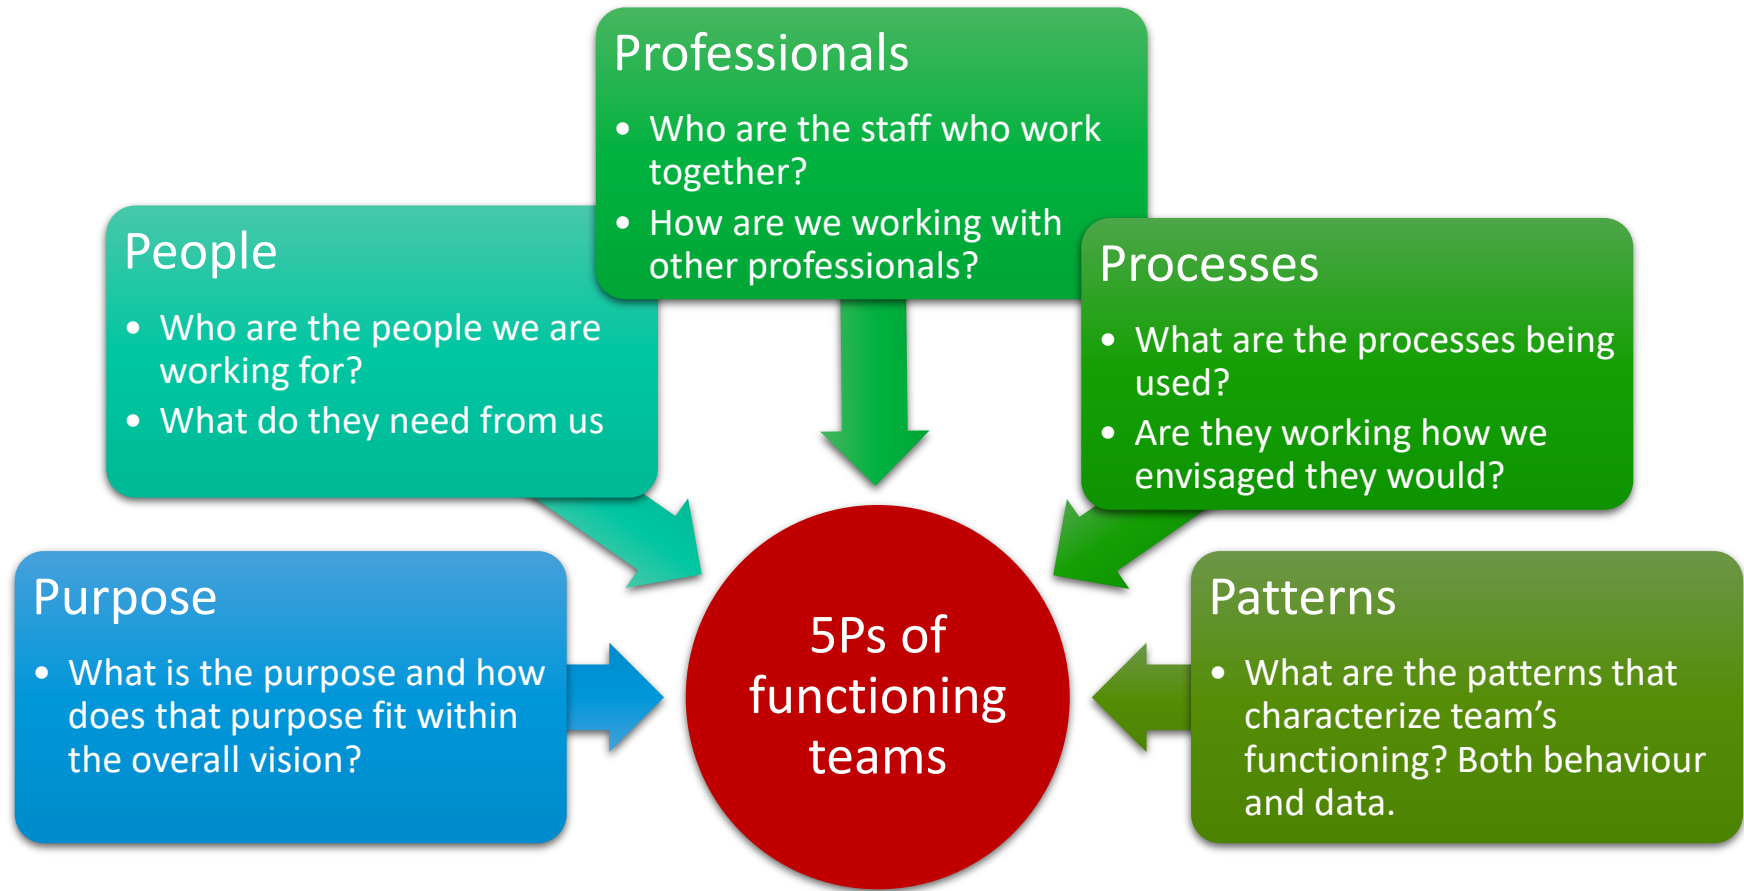 Professionals
• Who are the staff who work
together?
• How are we working with
other professionals?
People
• Who are the people we are
working for?
• What do they need from us
Processes
• What are the processes being
used?
• Are they working how we
envisaged they would?
Purpose
• What is the purpose and how
does that purpose fit within
the overall vision?
5Ps of
functioning
teams
Patterns
• What are the patterns that
characterize team’s
functioning? Both behaviour
and data.